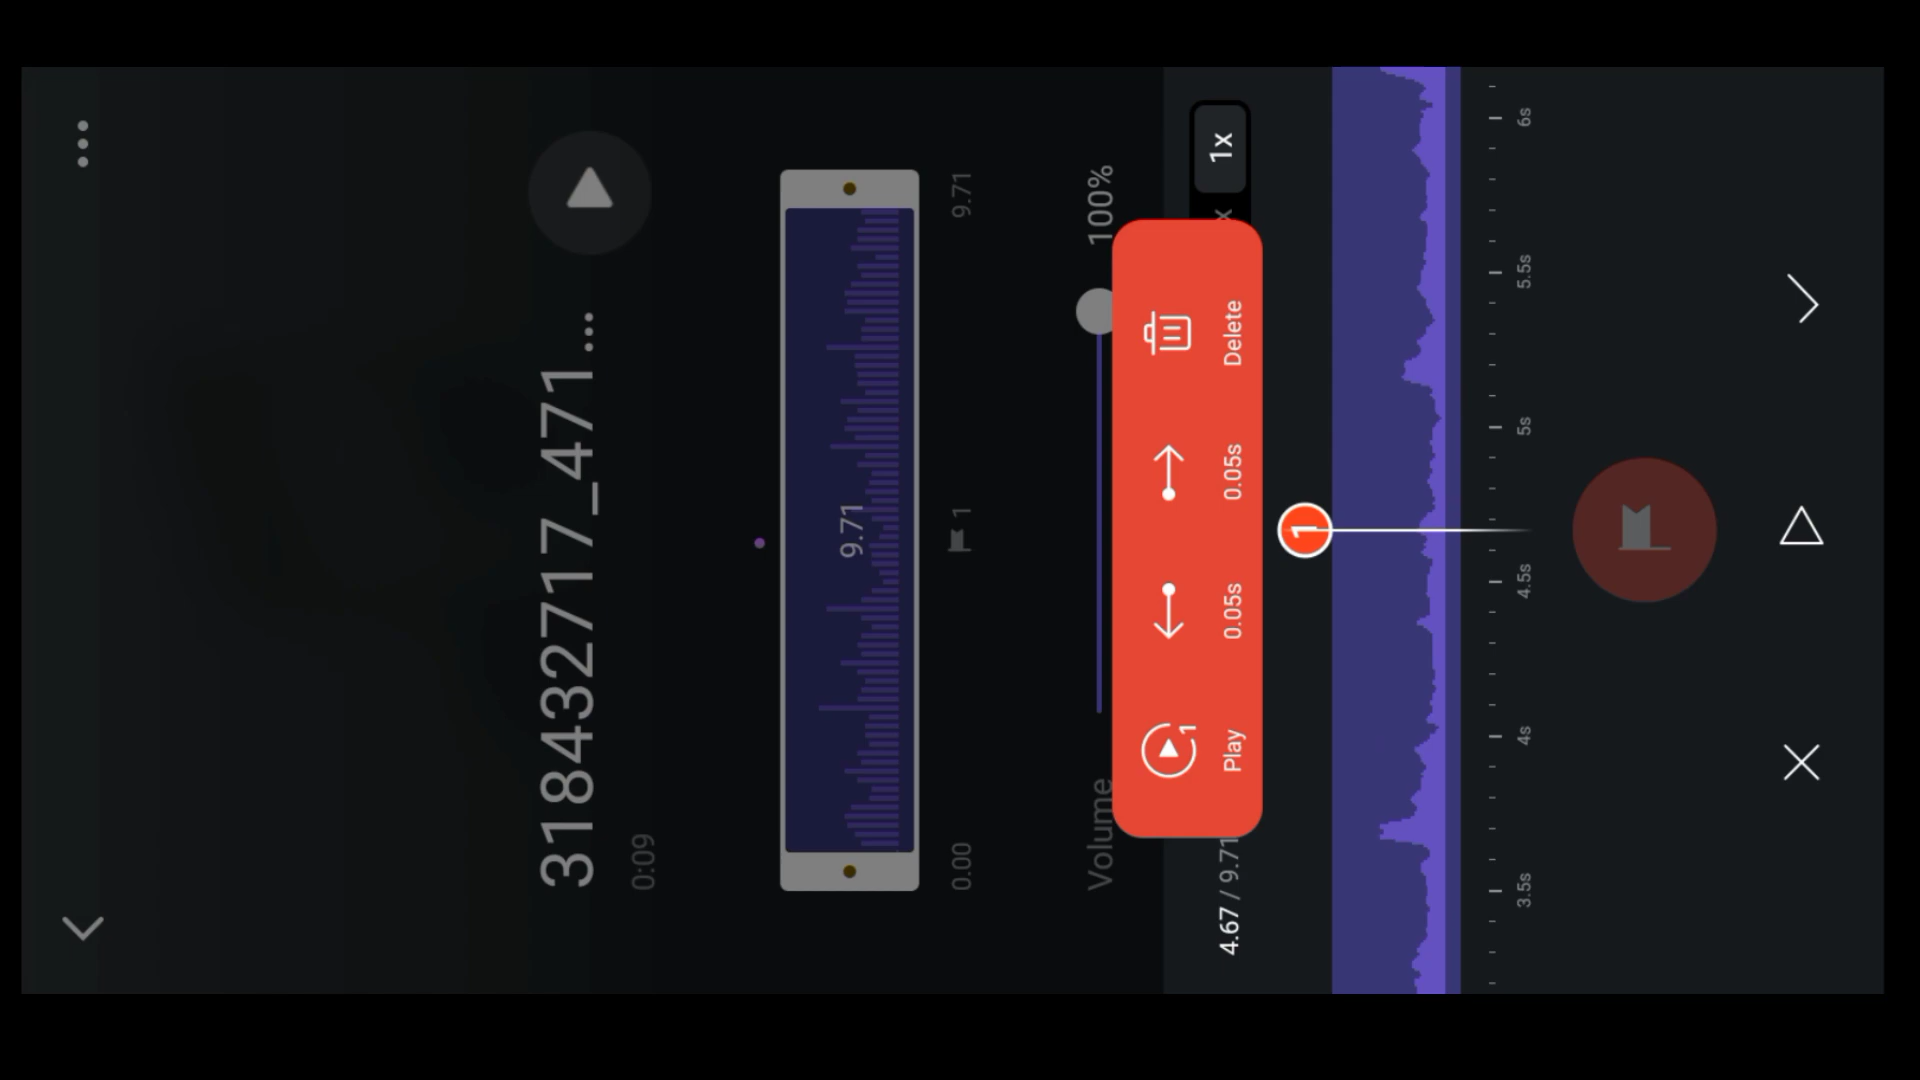 318432717_471...
0:09
9.71
0.00
1
9.71
Volume
100%
Play
0.05s
0.05s
Delete
4.67 / 9.71
x
1x
1
3.5s
4s
4.5s
5s
5.5s
6s